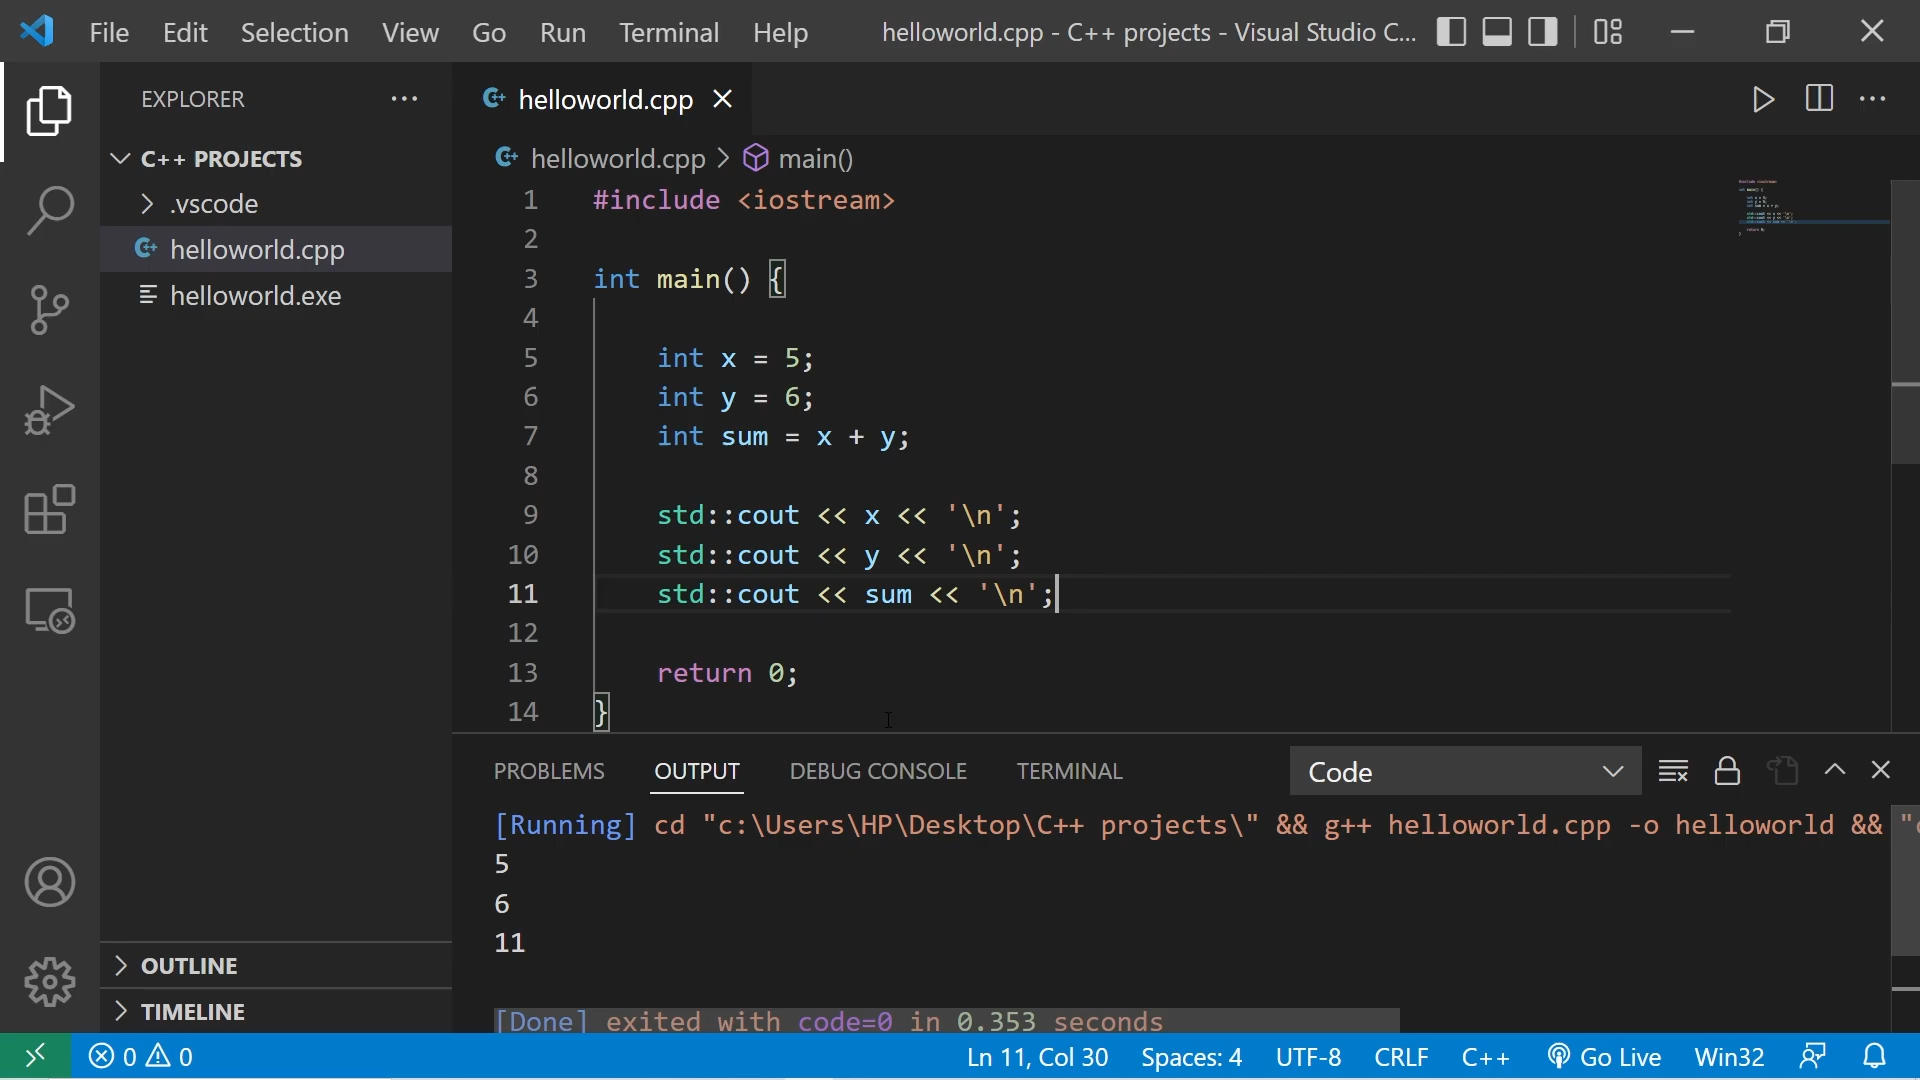 File Edit Selection View Go Run Terminal Help helloworld.cpp - C++ projects - Visual Studio C...
EXPLORER
C++ PROJECTS
.vscode
helloworld.cpp
helloworld.exe
OUTLINE
TIMELINE
helloworld.cpp
helloworld.cpp > main()
1 #include <iostream>
2
3 int main() {
4
5 int x = 5;
6 int y = 6;
7 int sum = x + y;
8
9 std::cout << x << '\n';
10 std::cout << y << '\n';
11 std::cout << sum << '\n';
12
13 return 0;
14 }
PROBLEMS OUTPUT DEBUG CONSOLE TERMINAL Code
[Running] cd "c:\Users\HP\Desktop\C++ projects\" && g++ helloworld.cpp -o helloworld && "c
5
6
11
[Done] exited with code=0 in 0.353 seconds
0 0 Ln 11, Col 30 Spaces: 4 UTF-8 CRLF C++ Go Live Win32